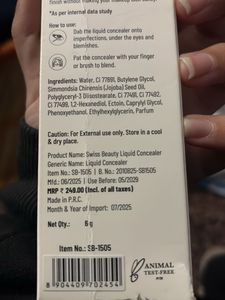 finish without making your makeup look cakey.
*As per internal data study
How to use:
Dab the liquid concealer onto
imperfections, under the eyes and
blemishes.
Pat the concealer with your finger
or brush to blend.
Ingredients: Water, CI 77891, Butylene Glycol,
Simmondsia Chinensis (Jojoba) Seed Oil,
Polyglyceryl-3 Diisostearate, CI 77491, CI 77492,
CI 77499, 1,2-Hexanediol, Ectoin, Caprylyl Glycol,
Phenoxyethanol, Ethylhexylglycerin, Parfum
Caution: For External use only. Store in a cool
& dry place.
Product Name: Swiss Beauty Liquid Concealer
Generic Name: Liquid Concealer
Item No.: SB-1505 | B. No.: 2010825-SB1505
Mfd.: 06/2025 | Use Before: 05/2029
MRP ₹ 249.00 (Incl. of all taxes)
Made in P.R.C.
Month & Year of Import: 07/2025
Net Qty.: 6 g
Item No.: SB-1505
8 904409 702454
ANIMAL
TEST-FREE